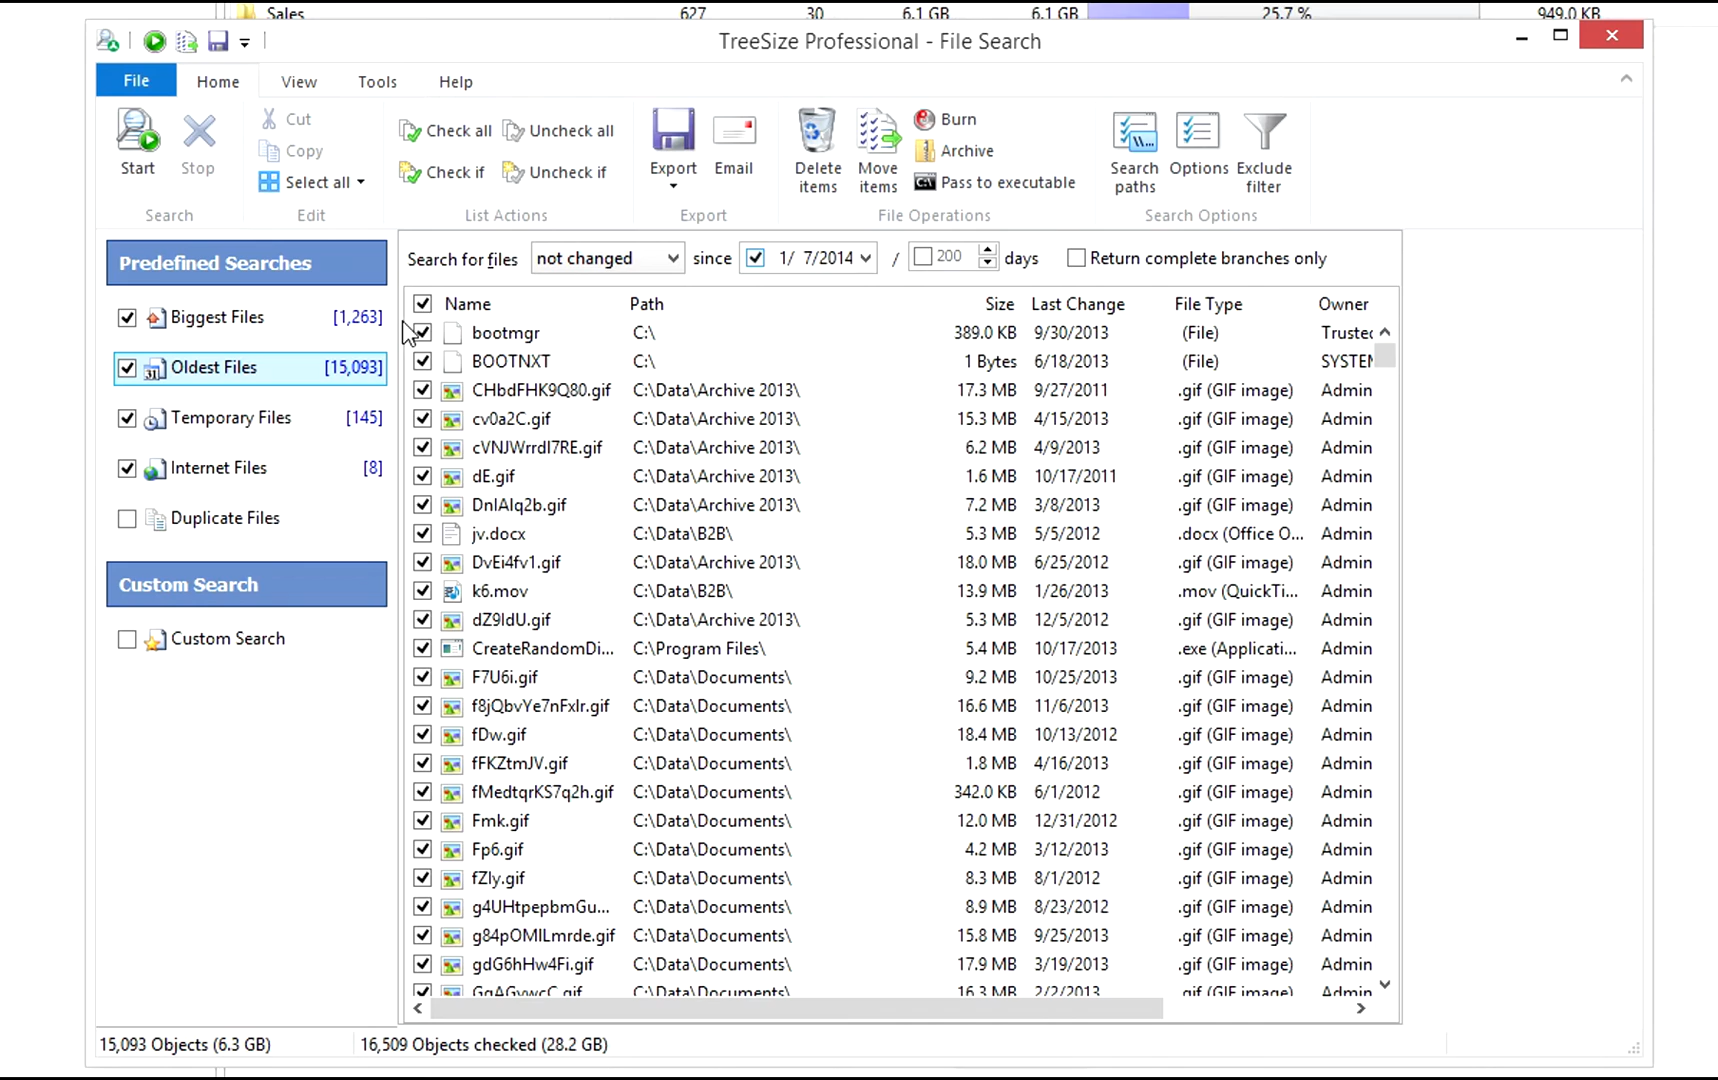 Sales 627 30 6.1 GB 6.1 GB 25.7 % 949.0 KB
TreeSize Professional - File Search
File Home View Tools Help
Start
Stop
Search
Cut
Copy
Select all
Edit
Check all Uncheck all
Check if Uncheck if
List Actions
Export
Email
Export
Delete items
Move items
Burn
Archive
Pass to executable
File Operations
Search paths
Options
Exclude filter
Search Options
Predefined Searches
Biggest Files [1,263]
31 Oldest Files [15,093]
Temporary Files [145]
Internet Files [8]
Duplicate Files
Custom Search
Custom Search
Search for files not changed since 1/ 7/2014 / 200 days Return complete branches only
Name Path Size Last Change File Type Owner
bootmgr C:\ 389.0 KB 9/30/2013 (File) Trusted
BOOTNXT C:\ 1 Bytes 6/18/2013 (File) SYSTEM
CHbdFHK9Q80.gif C:\Data\Archive 2013\ 17.3 MB 9/27/2011 .gif (GIF image) Admin
cv0a2C.gif C:\Data\Archive 2013\ 15.3 MB 4/15/2013 .gif (GIF image) Admin
cVNJWrrdI7RE.gif C:\Data\Archive 2013\ 6.2 MB 4/9/2013 .gif (GIF image) Admin
dE.gif C:\Data\Archive 2013\ 1.6 MB 10/17/2011 .gif (GIF image) Admin
DnIAIq2b.gif C:\Data\Archive 2013\ 7.2 MB 3/8/2013 .gif (GIF image) Admin
jv.docx C:\Data\B2B\ 5.3 MB 5/5/2012 .docx (Office O... Admin
DvEi4fv1.gif C:\Data\Archive 2013\ 18.0 MB 6/25/2012 .gif (GIF image) Admin
k6.mov C:\Data\B2B\ 13.9 MB 1/26/2013 .mov (QuickTi... Admin
dZ9IdU.gif C:\Data\Archive 2013\ 5.3 MB 12/5/2012 .gif (GIF image) Admin
CreateRandomDi... C:\Program Files\ 5.4 MB 10/17/2013 .exe (Applicati... Admin
F7U6i.gif C:\Data\Documents\ 9.2 MB 10/25/2013 .gif (GIF image) Admin
f8jQbvYe7nFxIr.gif C:\Data\Documents\ 16.6 MB 11/6/2013 .gif (GIF image) Admin
fDw.gif C:\Data\Documents\ 18.4 MB 10/13/2012 .gif (GIF image) Admin
fFKZtmJV.gif C:\Data\Documents\ 1.8 MB 4/16/2013 .gif (GIF image) Admin
fMedtqrKS7q2h.gif C:\Data\Documents\ 342.0 KB 6/1/2012 .gif (GIF image) Admin
Fmk.gif C:\Data\Documents\ 12.0 MB 12/31/2012 .gif (GIF image) Admin
Fp6.gif C:\Data\Documents\ 4.2 MB 3/12/2013 .gif (GIF image) Admin
fZIy.gif C:\Data\Documents\ 8.3 MB 8/1/2012 .gif (GIF image) Admin
g4UHtpepbmGu... C:\Data\Documents\ 8.9 MB 8/23/2012 .gif (GIF image) Admin
g84pOMILmrde.gif C:\Data\Documents\ 15.8 MB 9/25/2013 .gif (GIF image) Admin
gdG6hHw4Fi.gif C:\Data\Documents\ 17.9 MB 3/19/2013 .gif (GIF image) Admin
C:\Data\Documents\ 16.3 MB 2/2/2013 .gif (GIF image) Admin
15,093 Objects (6.3 GB) 16,509 Objects checked (28.2 GB)